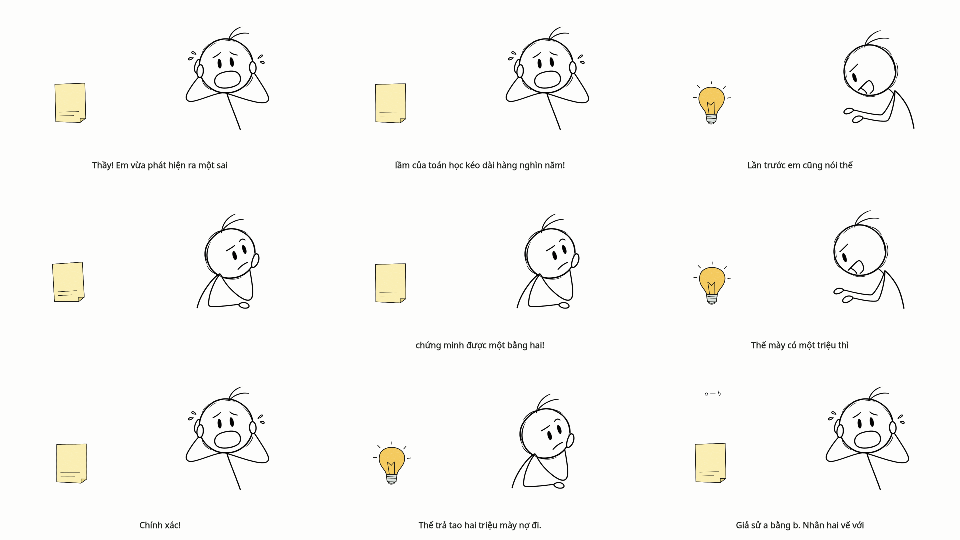 Thầy! Em vừa phát hiện ra một sai
lầm của toán học kéo dài hàng nghìn năm!
Lần trước em cũng nói thế
chứng minh được một bằng hai!
Thế mày có một triệu thì
a = b
Chính xác!
Thế trả tao hai triệu mày nợ đi.
Giả sử a bằng b. Nhân hai vế với